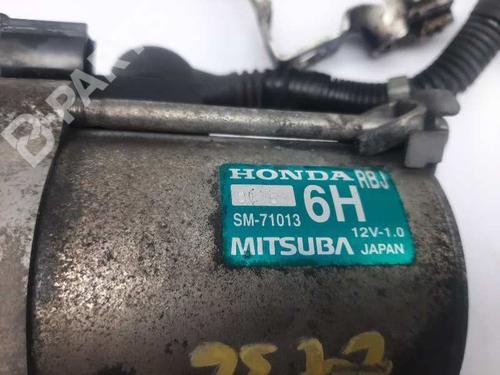 HONDA RBJ
6H
SM-71013
12V-1.0
MITSUBA JAPAN